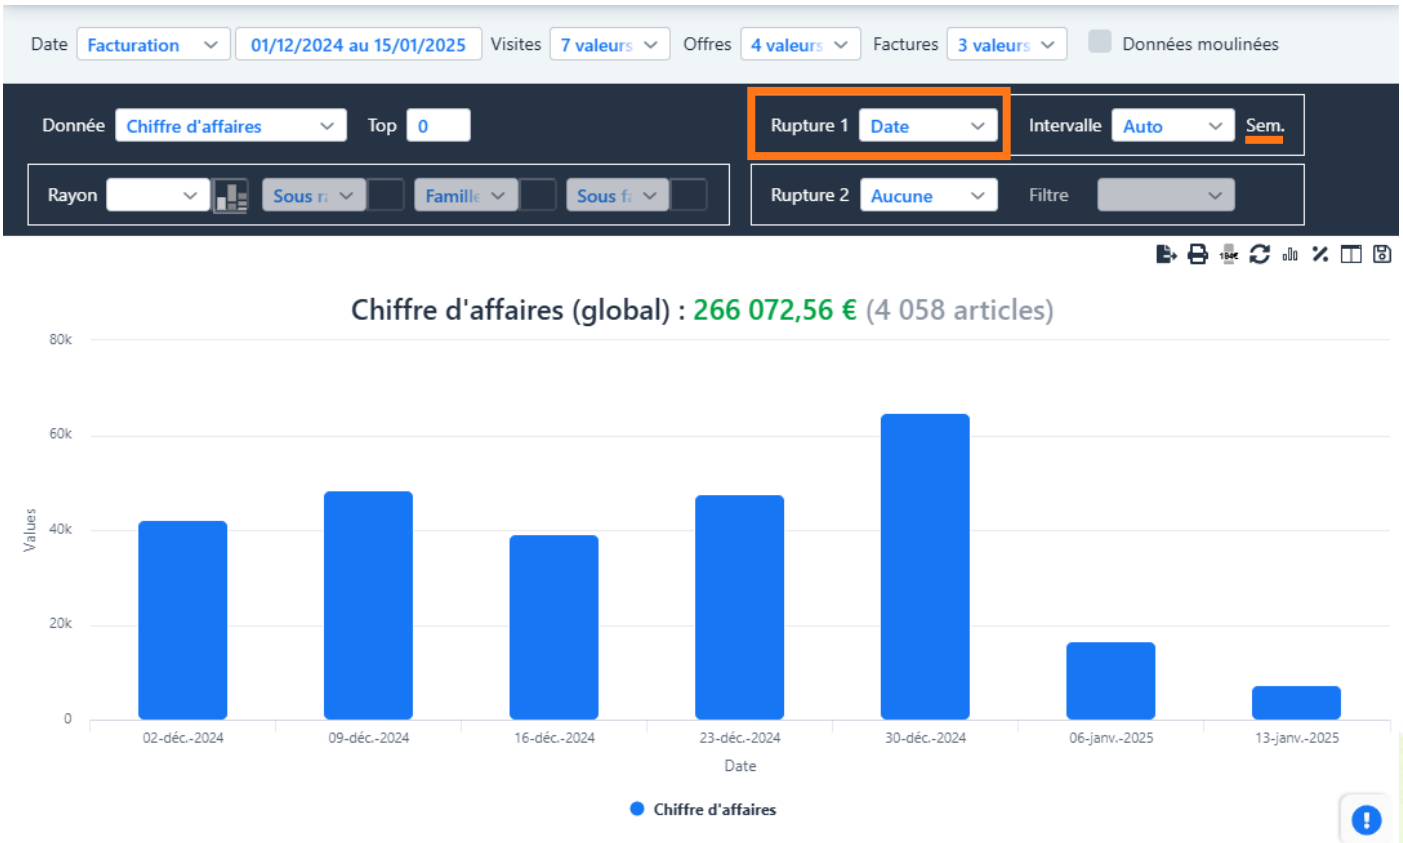 Date Facturation 01/12/2024 au 15/01/2025 Visites 7 valeurs Offres 4 valeurs Factures 3 valeurs Données moulinées
Donnée Chiffre d'affaires Top 0 Rupture 1 Date Intervalle Auto Sem.
Rayon Sous r Famille Sous f Rupture 2 Aucune Filtre
Chiffre d'affaires (global) : 266 072,56 € (4 058 articles)
80k
60k
40k
20k
0
Values
02-déc.-2024 09-déc.-2024 16-déc.-2024 23-déc.-2024 30-déc.-2024 06-janv.-2025 13-janv.-2025
Date
Chiffre d'affaires